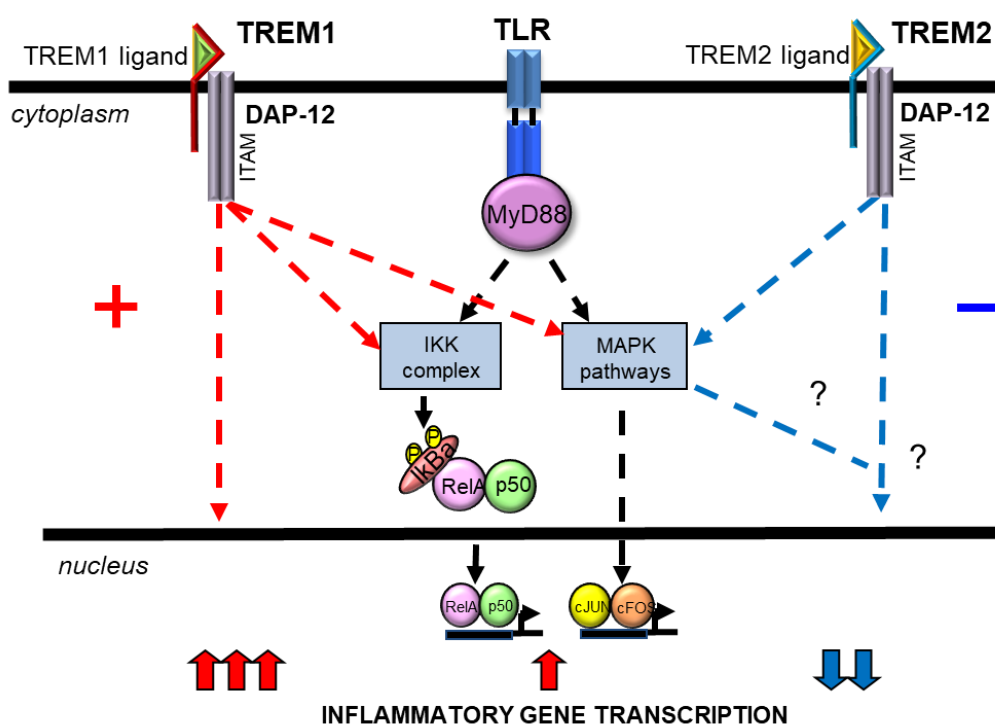 TREM1
TLR
TREM2
TREM1 ligand
TREM2 ligand
cytoplasm
DAP-12
DAP-12
ITAM
ITAM
MyD88
+
–
IKK
complex
MAPK
pathways
?
?
P
P
IkBa
RelA
p50
nucleus
RelA
p50
cJUN
cFOS
INFLAMMATORY GENE TRANSCRIPTION